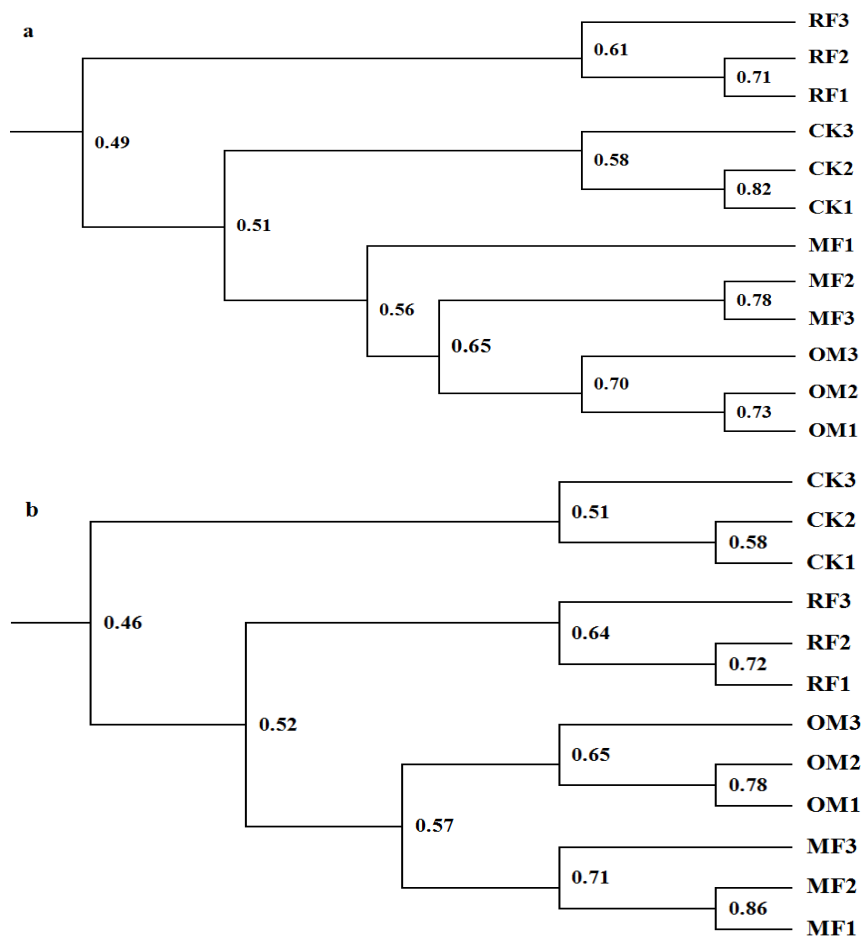 a
RF3
0.61
RF2
0.71
RF1
0.49
CK3
0.58
CK2
0.82
CK1
0.51
MF1
0.56
MF2
0.78
MF3
0.65
OM3
0.70
OM2
0.73
OM1
b
CK3
0.51
CK2
0.58
CK1
0.46
RF3
0.64
RF2
0.72
RF1
0.52
OM3
0.65
OM2
0.78
OM1
0.57
MF3
0.71
MF2
0.86
MF1